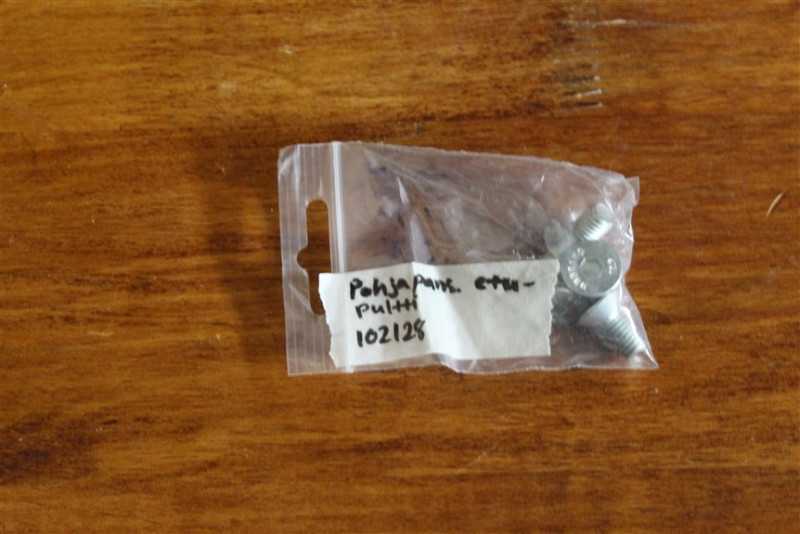 Pohjapans. etu-
pultti
102128